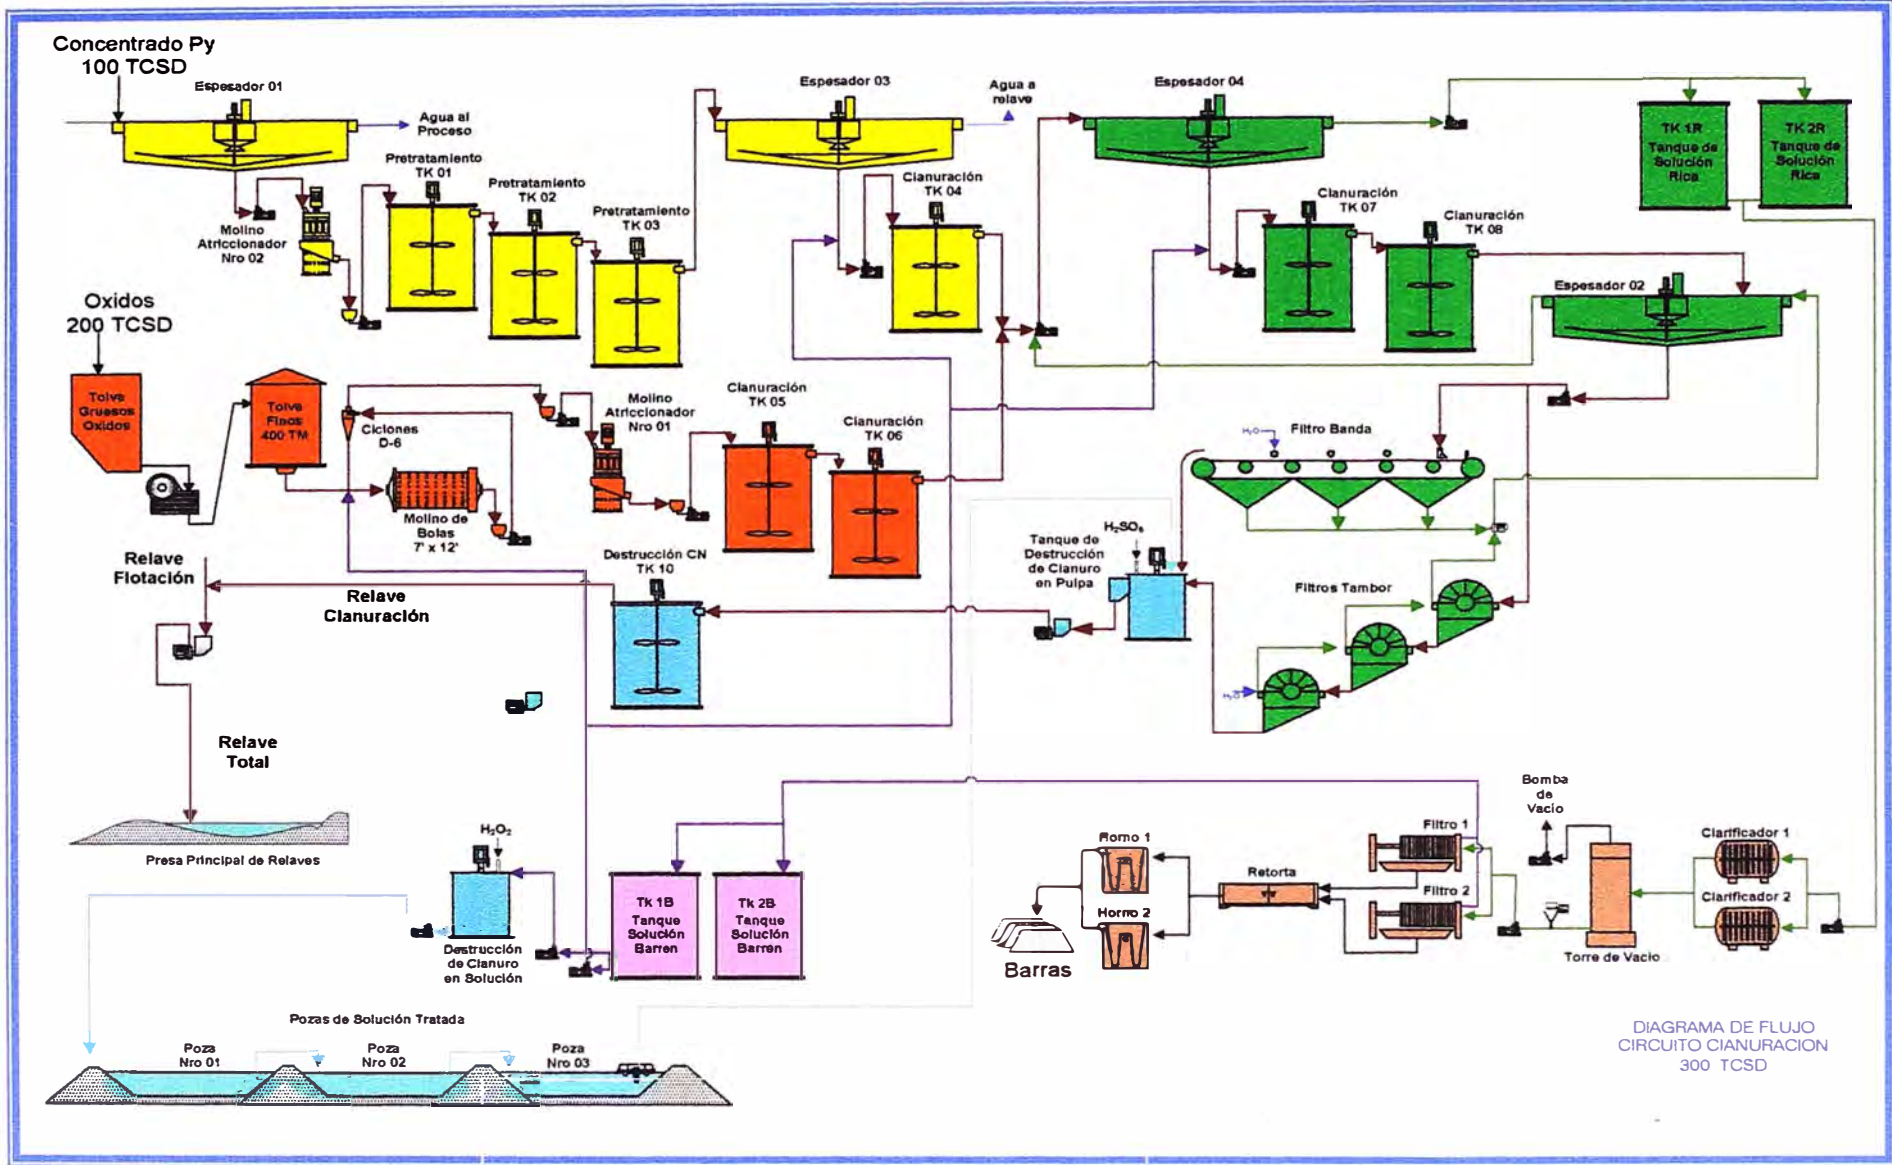 Concentrado Py
100 TCSD
Espesador 01
Agua al
Proceso
Espesador 03
Agua a
relave
Espesador 04
TK 1R
Tanque de
Solución
Rica
TK 2R
Tanque de
Solución
Rica
Pretratamiento
TK 01
Pretratamiento
TK 02
Pretratamiento
TK 03
Cianuración
TK 04
Cianuración
TK 07
Cianuración
TK 08
Molino
Atriccionador
Nro 02
Espesador 02
Oxidos
200 TCSD
Tolva
Gruesos
Oxidos
Tolva
Finos
400 TM
Ciclones
D-6
Molino
Atriccionador
Nro 01
Cianuración
TK 05
Cianuración
TK 06
Molino de
Bolas
7' x 12'
H₂O
Filtro Banda
Relave
Flotación
Relave
Cianuración
Destrucción CN
TK 10
Tanque de
Destrucción
de Cianuro
en Pulpa
H₂SO₅
Filtros Tambor
H₂O
Relave
Total
Presa Principal de Relaves
H₂O₂
Destrucción
de Cianuro
en Solución
Tk 1B
Tanque
Solución
Barren
Tk 2B
Tanque
Solución
Barren
Barras
Horno 1
Horno 2
Retorta
Filtro 1
Filtro 2
Bomba
de
Vacio
Torre de Vacio
Clarificador 1
Clarificador 2
Pozas de Solución Tratada
Poza
Nro 01
Poza
Nro 02
Poza
Nro 03
DIAGRAMA DE FLUJO
CIRCUITO CIANURACION
300 TCSD